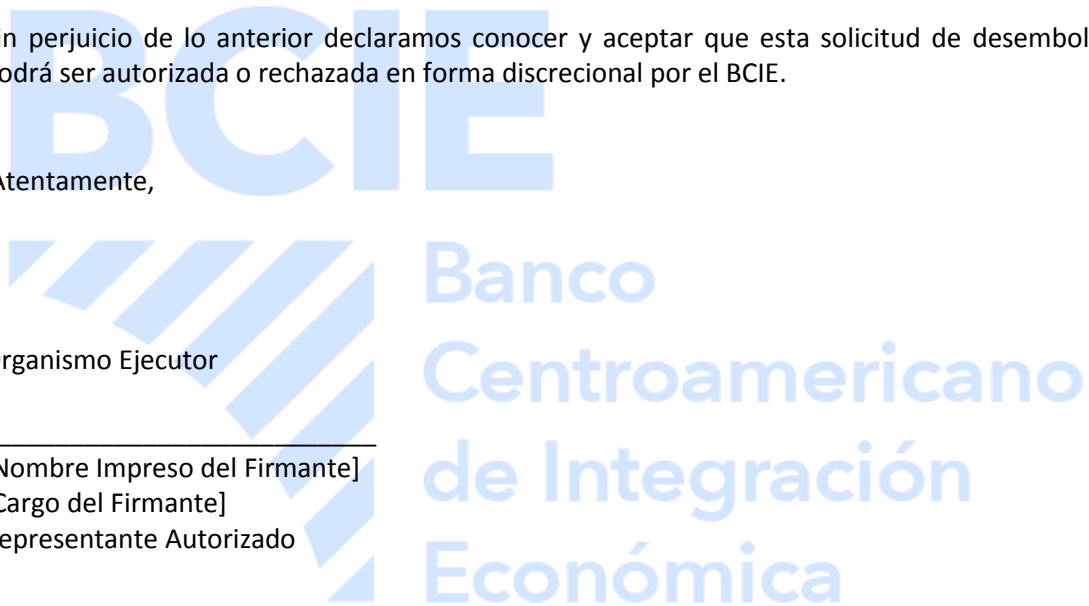 in perjuicio de lo anterior declaramos conocer y aceptar que esta solicitud de desembol
odrá ser autorizada o rechazada en forma discrecional por el BCIE.
BCIE
Atentamente,
Banco
rganismo Ejecutor
Centroamericano
____________________________
Nombre Impreso del Firmante]
de Integración
Cargo del Firmante]
epresentante Autorizado
Económica